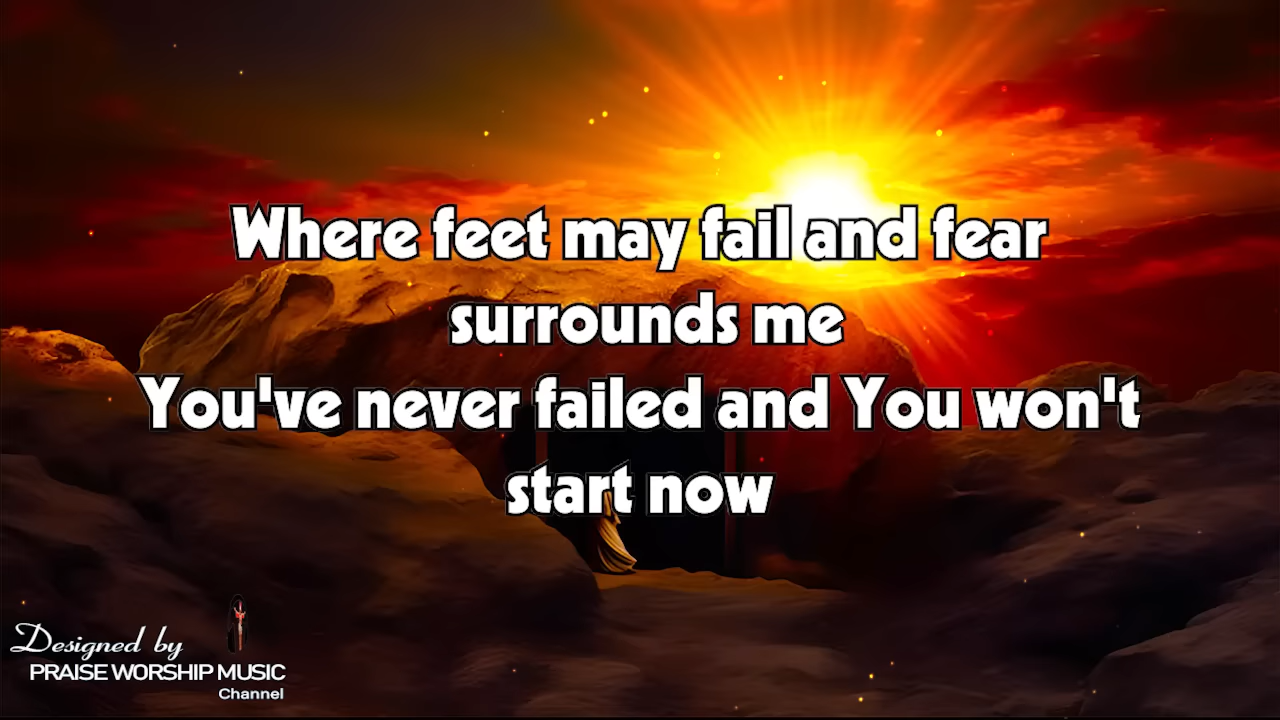 Where feet may fail and fear
surrounds me
You've never failed and You won't
start now
Designed by
PRAISE WORSHIP MUSIC
Channel